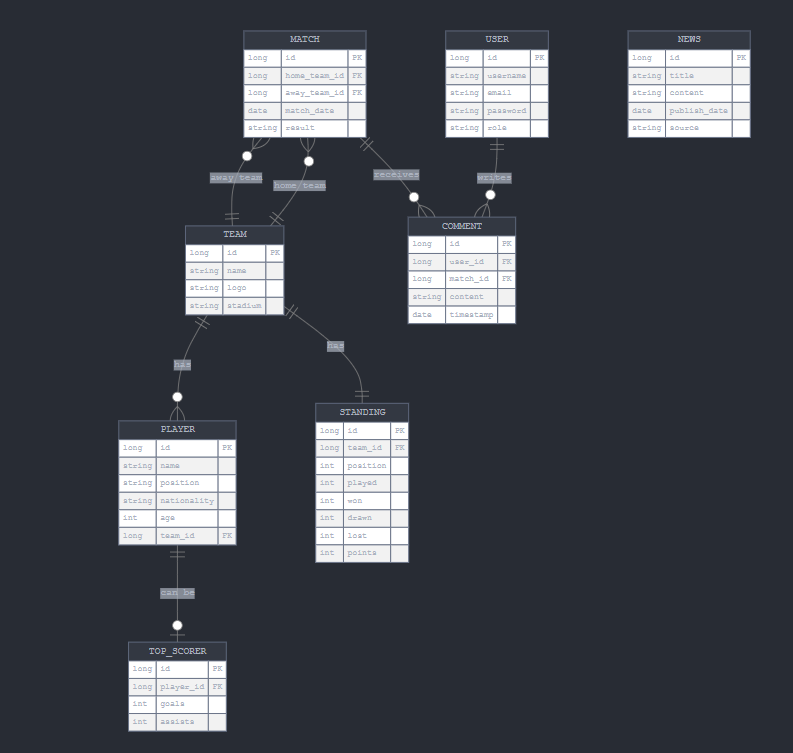 MATCH
long id PK
long home_team_id FK
long away_team_id FK
date match_date
string result
USER
long id PK
string username
string email
string password
string role
NEWS
long id PK
string title
string content
date publish_date
string source
away/team
home/team
receives
writes
TEAM
long id PK
string name
string logo
string stadium
COMMENT
long id PK
long user_id FK
long match_id FK
string content
date timestamp
has
has
PLAYER
long id PK
string name
string position
string nationality
int age
long team_id FK
STANDING
long id PK
long team_id FK
int position
int played
int won
int drawn
int lost
int points
can be
TOP_SCORER
long id PK
long player_id FK
int goals
int assists